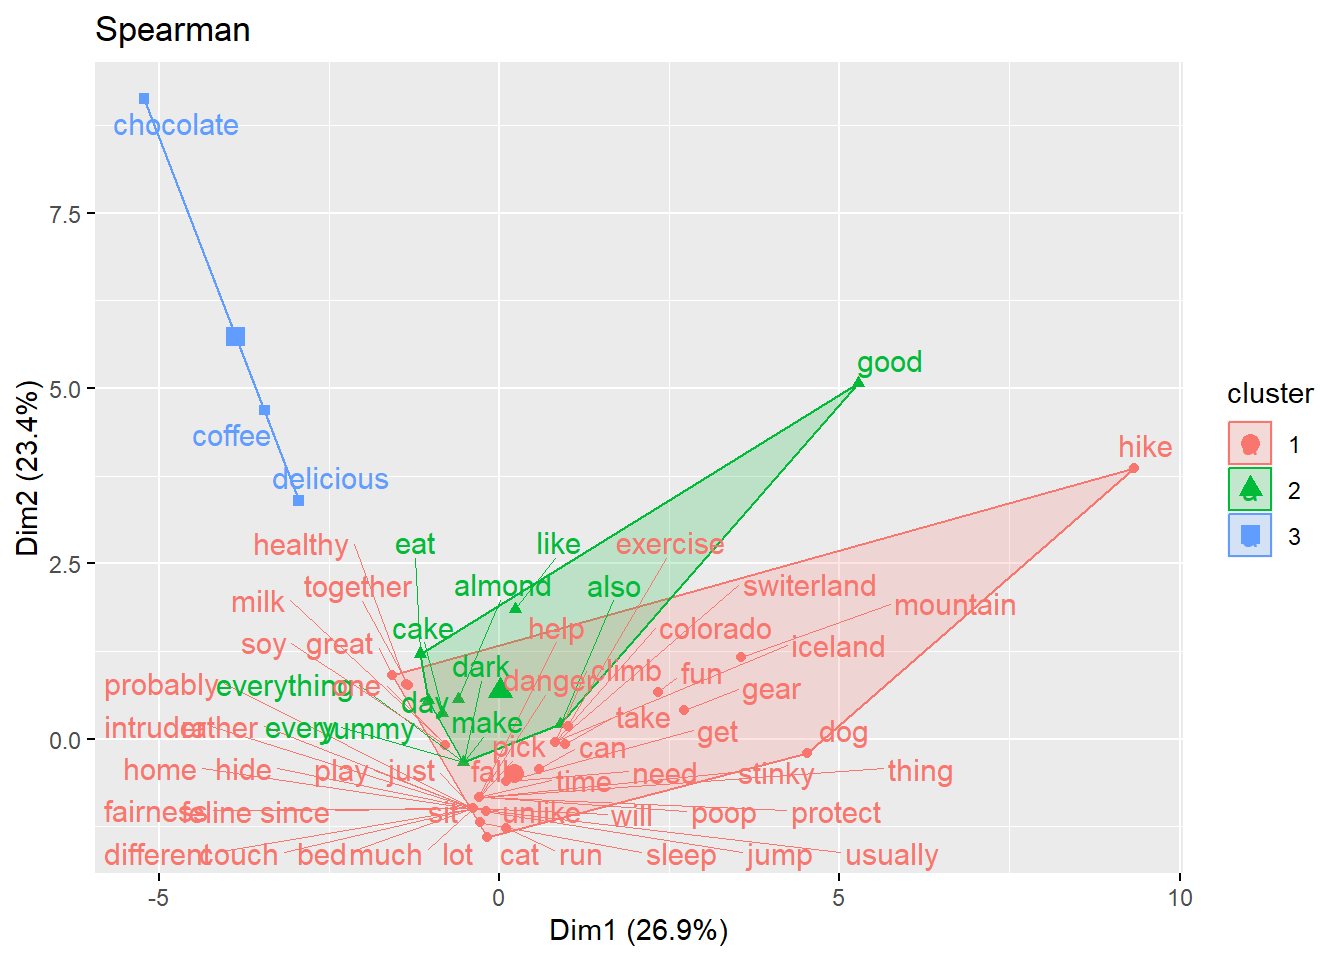 Spearman
chocolate
7.5
good
5.0
hike
coffee
delicious
cluster
1
2
3
Dim2 (23.4%)
healthy eat like exercise
2.5
together almond also switerland
milk mountain
cake help colorado
soy great iceland
dark climb fun
probably everything one danger gear
day take
intruder rather every yummy make get dog
0.0
pick can
home hide play just fall time need stinky thing
fairness feline since sit unlike will poop protect
different couch bed much lot cat run sleep jump usually
-5 0 5 10
Dim1 (26.9%)